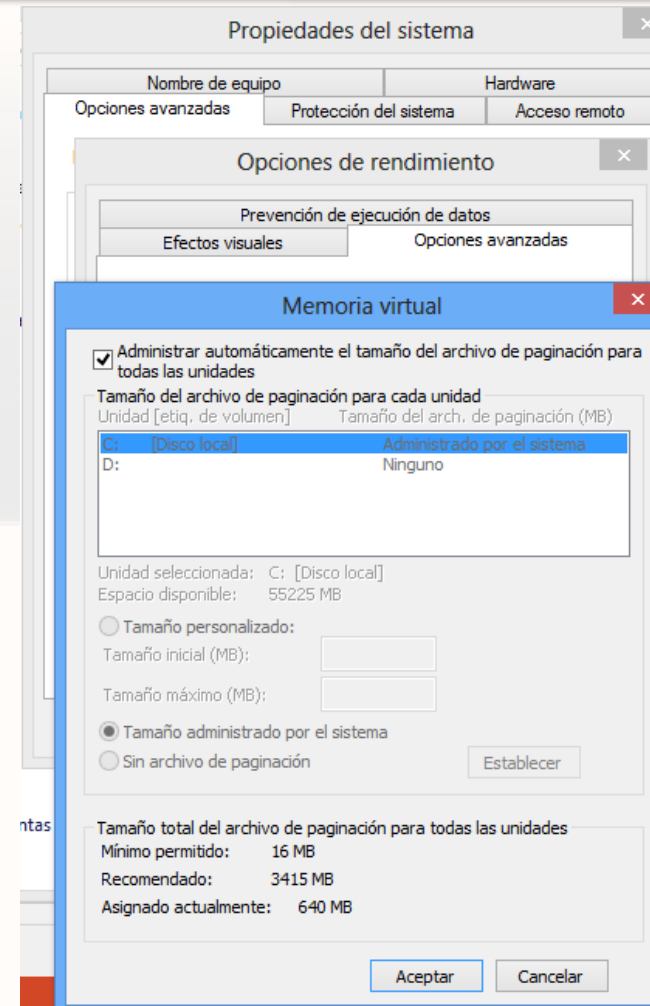 Propiedades del sistema
Nombre de equipo Hardware
Opciones avanzadas Protección del sistema Acceso remoto
Opciones de rendimiento
Prevención de ejecución de datos
Efectos visuales Opciones avanzadas
Memoria virtual
Administrar automáticamente el tamaño del archivo de paginación para
todas las unidades
Tamaño del archivo de paginación para cada unidad
Unidad [etiq. de volumen] Tamaño del arch. de paginación (MB)
C: [Disco local] Administrado por el sistema
D: Ninguno
Unidad seleccionada: C: [Disco local]
Espacio disponible: 55225 MB
Tamaño personalizado:
Tamaño inicial (MB):
Tamaño máximo (MB):
Tamaño administrado por el sistema
Sin archivo de paginación Establecer
ntas
Tamaño total del archivo de paginación para todas las unidades
Mínimo permitido: 16 MB
Recomendado: 3415 MB
Asignado actualmente: 640 MB
Aceptar Cancelar